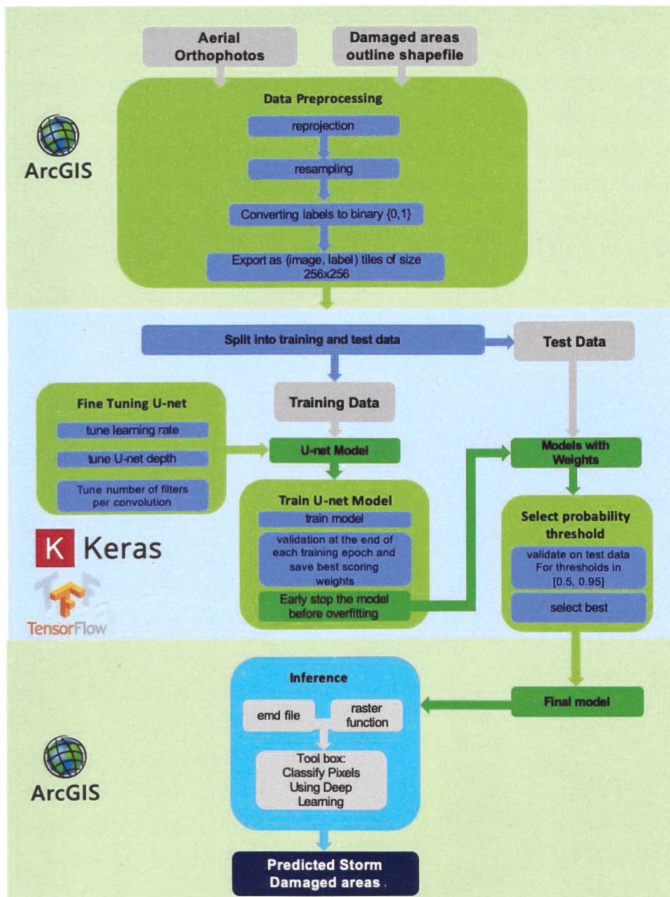 Aerial
Orthophotos
Damaged areas
outline shapefile
Data Preprocessing
reprojection
resampling
Converting labels to binary {0,1}
Export as (image, label) tiles of size
256x256
ArcGIS
Split into training and test data
Test Data
Training Data
Fine Tuning U-net
tune learning rate
tune U-net depth
Tune number of filters
per convolution
U-net Model
Models with
Weights
Train U-net Model
train model
validation at the end of
each training epoch and
save best scoring
weights
Early stop the model
before overfitting
Select probability
threshold
validate on test data
For thresholds in
[0.5, 0.95]
select best
K Keras
TensorFlow
Inference
emd file
raster
function
Tool box:
Classify Pixels
Using Deep
Learning
Final model
ArcGIS
Predicted Storm
Damaged areas